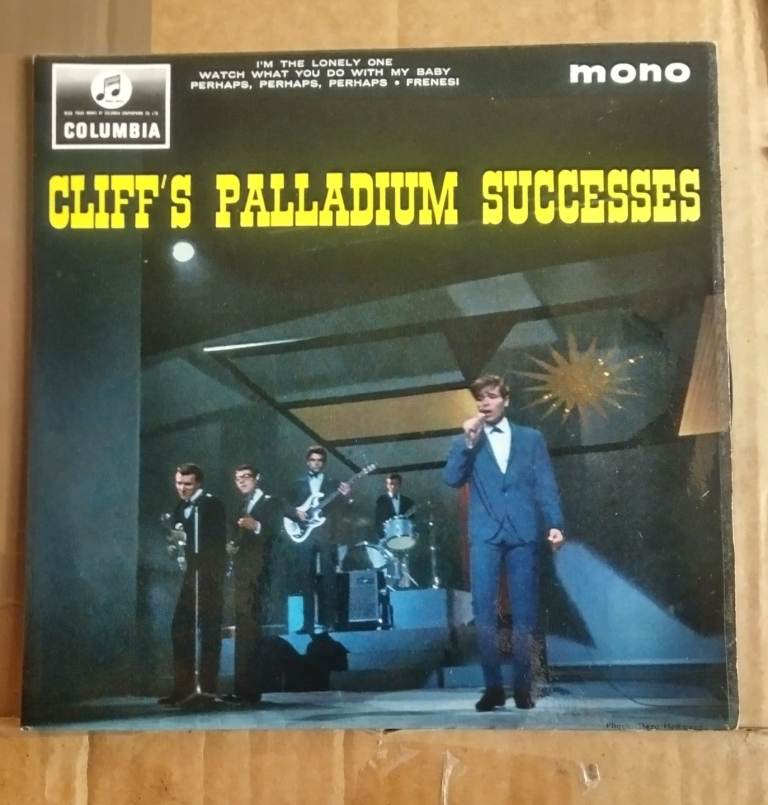 I'M THE LONELY ONE
WATCH WHAT YOU DO WITH MY BABY
PERHAPS, PERHAPS, PERHAPS • FRENESI
mono
COLUMBIA
CLIFF'S PALLADIUM SUCCESSES